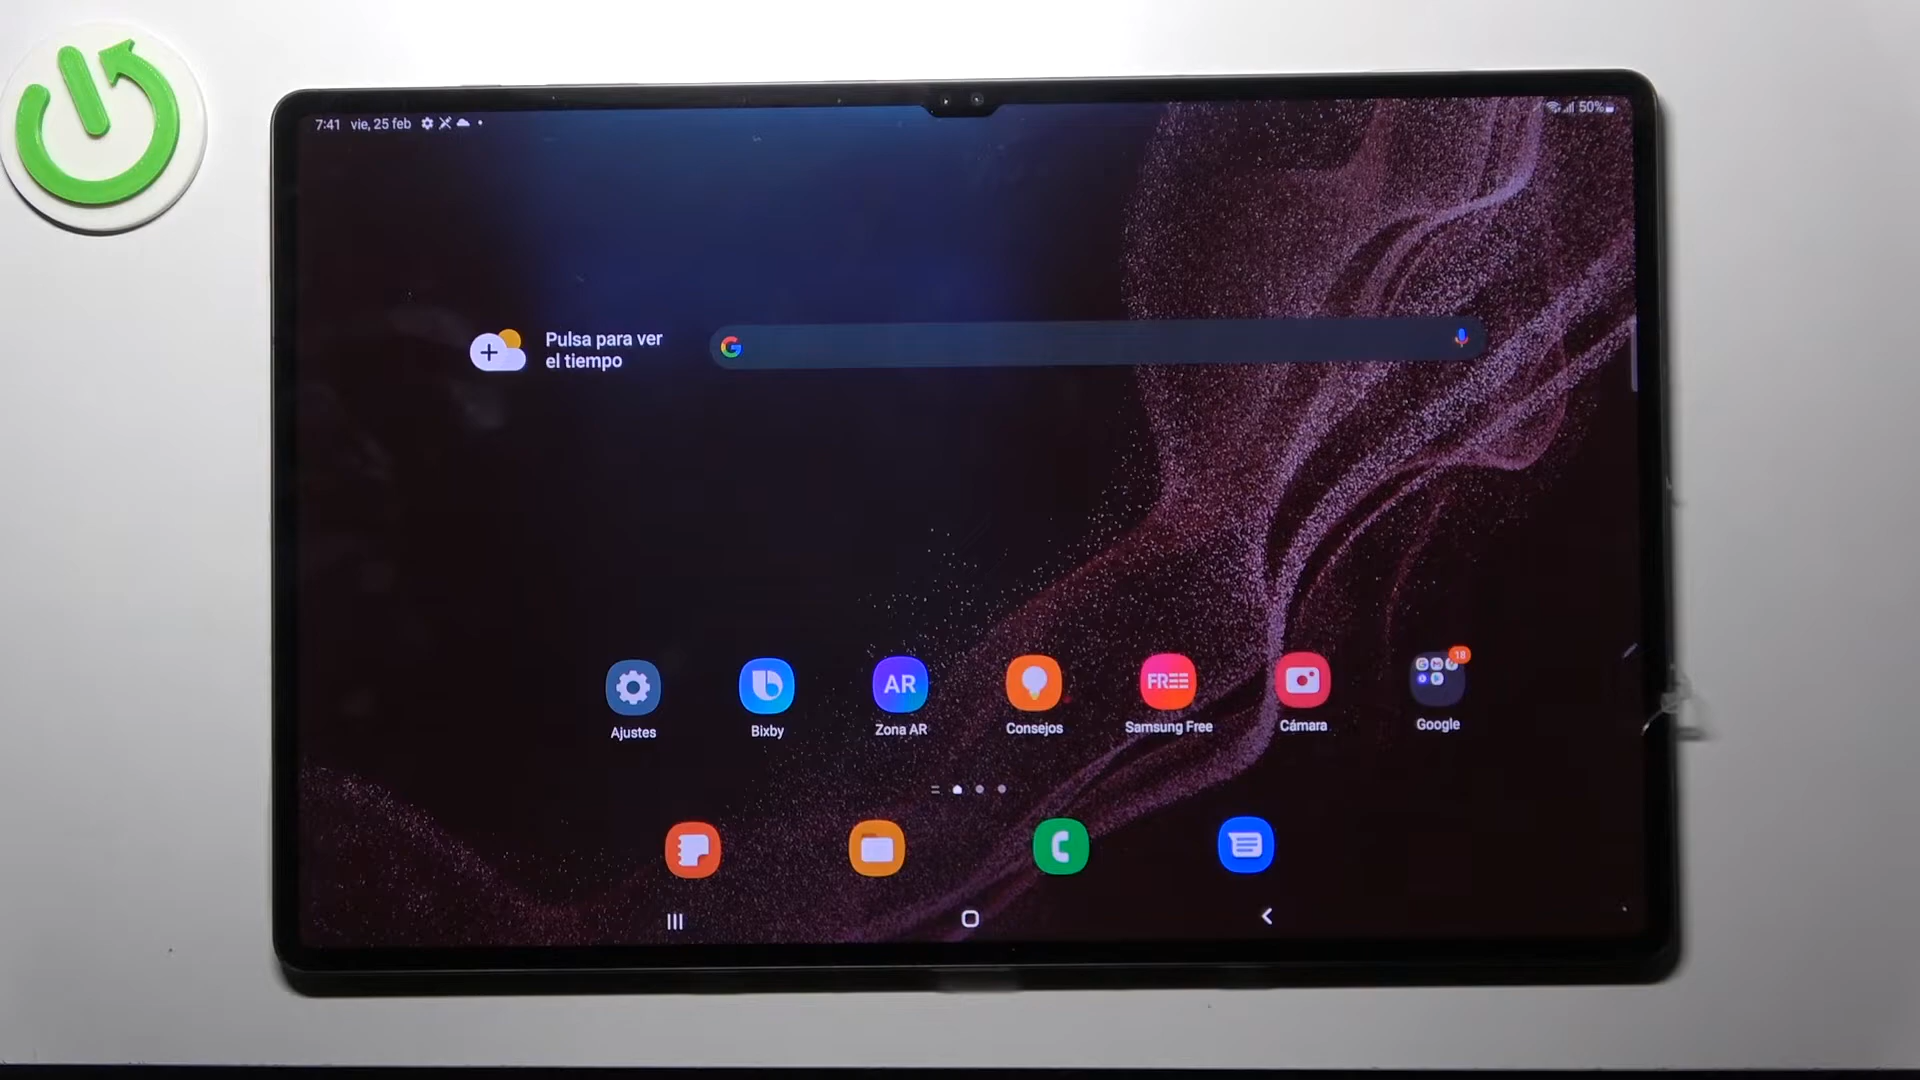 7:41 vie, 25 feb
50%
Pulsa para ver
el tiempo
G
AR
FREE
18
Ajustes
Bixby
Zona AR
Consejos
Samsung Free
Cámara
Google